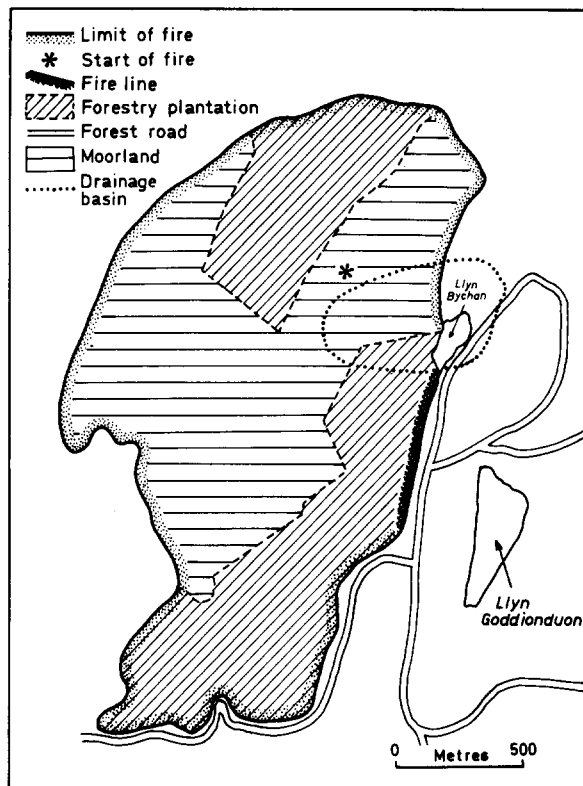 Limit of fire
Start of fire
Fire line
Forestry plantation
Forest road
Moorland
Drainage
basin
Llyn
Bychan
Llyn
Goddionduon
0 Metres 500